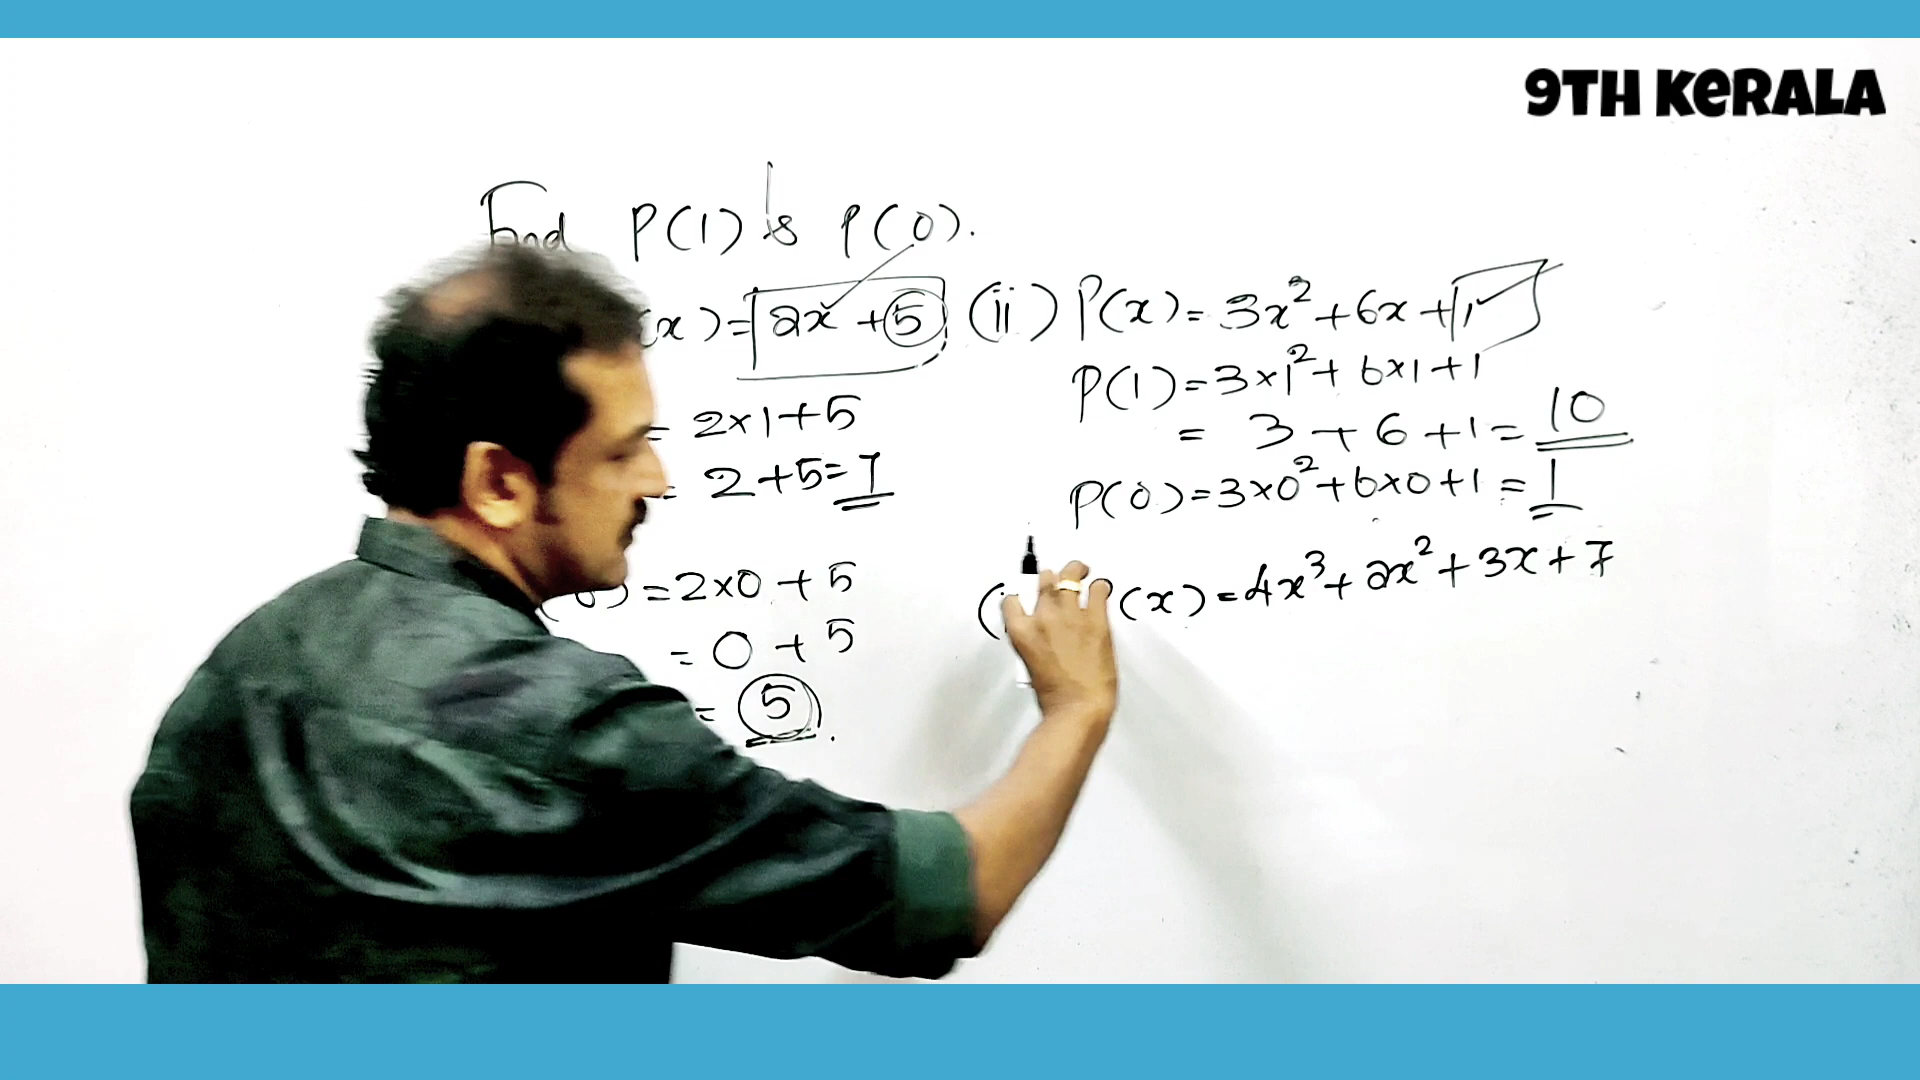 9TH KERALA
Find P(1) & P(0).
(x) = 2x + 5
= 2×1+5
= 2+5=7
(0) = 2×0 + 5
= 0 + 5
= 5.
(ii) P(x) = 3x² + 6x + 1
P(1) = 3×1² + 6×1+1
= 3 + 6 + 1 = 10
P(0) = 3×0² + 6×0+1 = 1
P(x) = 4x³ + 2x² + 3x + 7